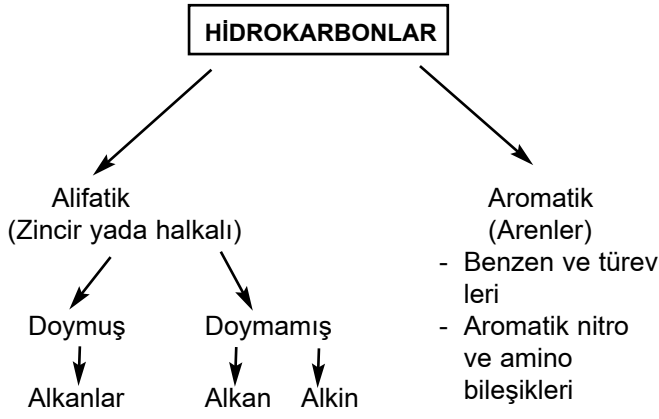 HİDROKARBONLAR
Alifatik
(Zincir yada halkalı)
Doymuş
Doymamış
Alkanlar
Alkan
Alkin
Aromatik
(Arenler)
- Benzen ve türev
leri
- Aromatik nitro
ve amino
bileşikleri